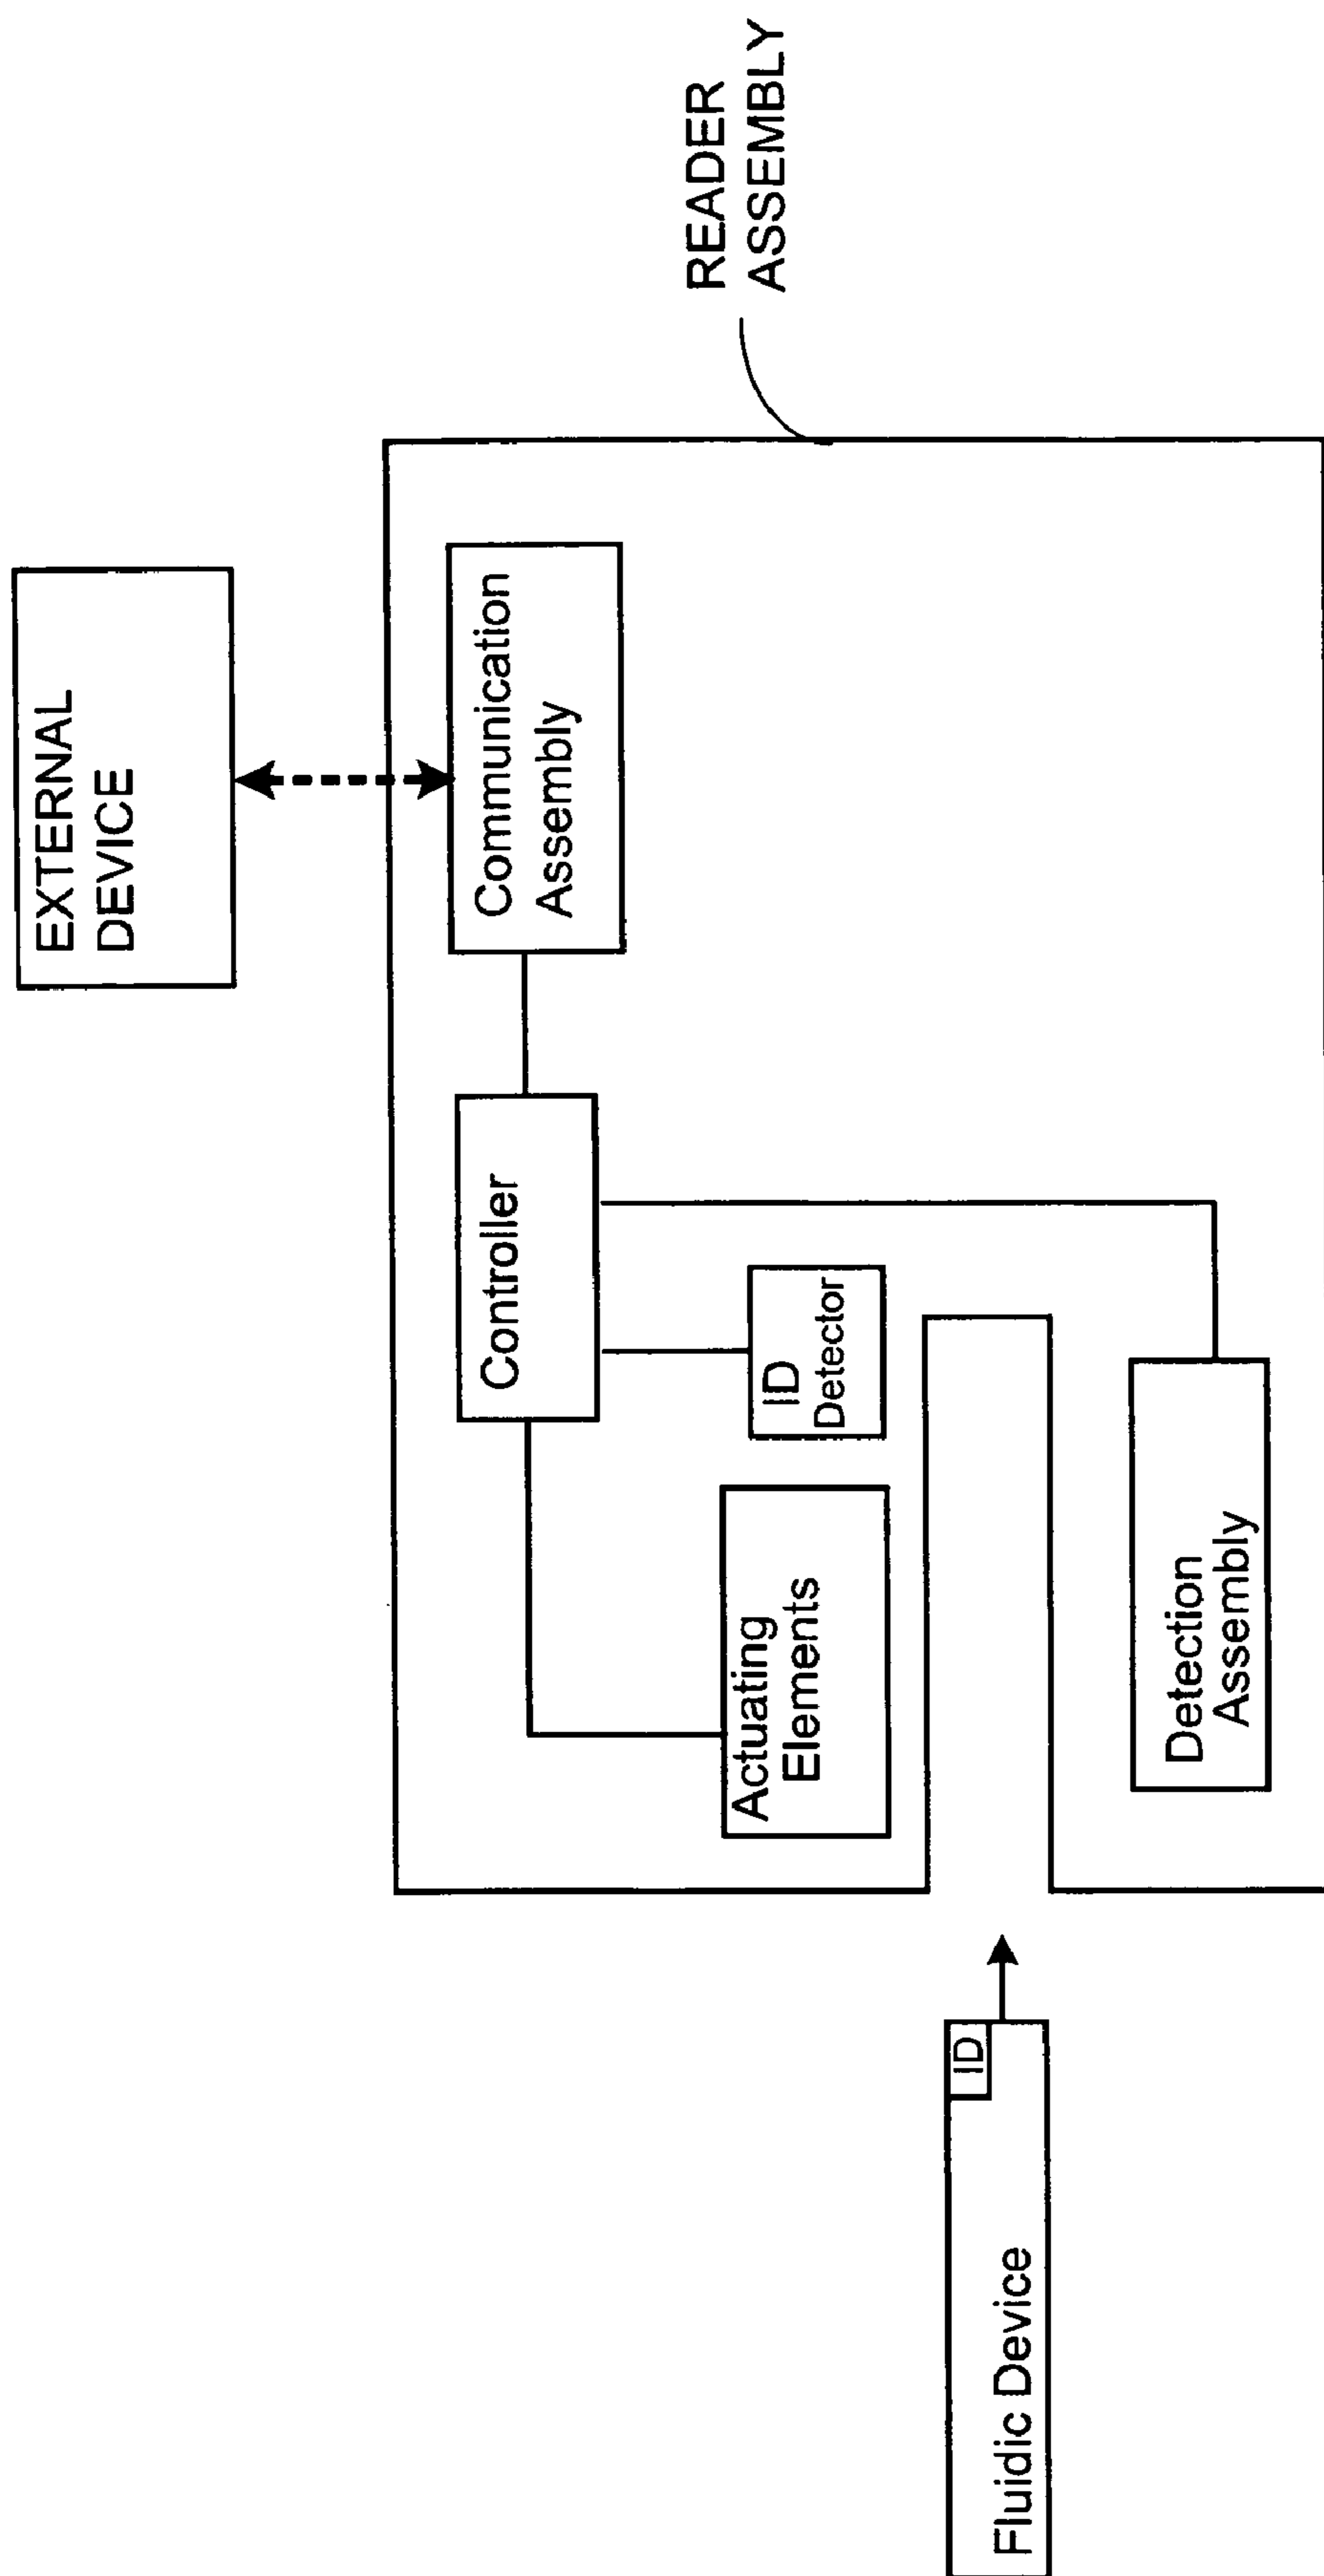 EXTERNAL
DEVICE
READER
ASSEMBLY
Communication
Assembly
Controller
ID
Detector
Actuating
Elements
Detection
Assembly
ID
Fluidic Device